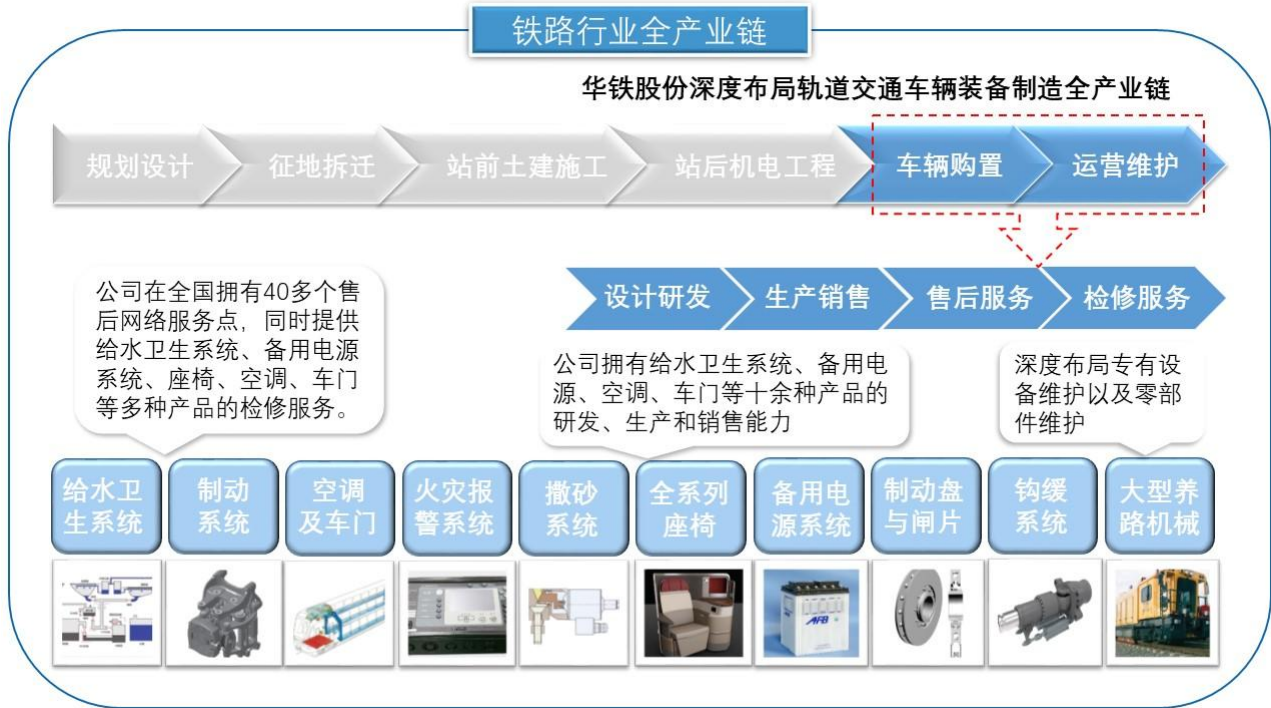 铁路行业全产业链
华铁股份深度布局轨道交通车辆装备制造全产业链
规划设计
征地拆迁
站前土建施工
站后机电工程
车辆购置
运营维护
设计研发
生产销售
售后服务
检修服务
公司在全国拥有40多个售
后网络服务点，同时提供
给水卫生系统、备用电源
系统、座椅、空调、车门
等多种产品的检修服务。
公司拥有给水卫生系统、备用电
源、空调、车门等十余种产品的
研发、生产和销售能力
深度布局专有设
备维护以及零部
件维护
给水卫
生系统
制动
系统
空调
及车门
火灾报
警系统
撒砂
系统
全系列
座椅
备用电
源系统
制动盘
与闸片
钩缓
系统
大型养
路机械
AFB